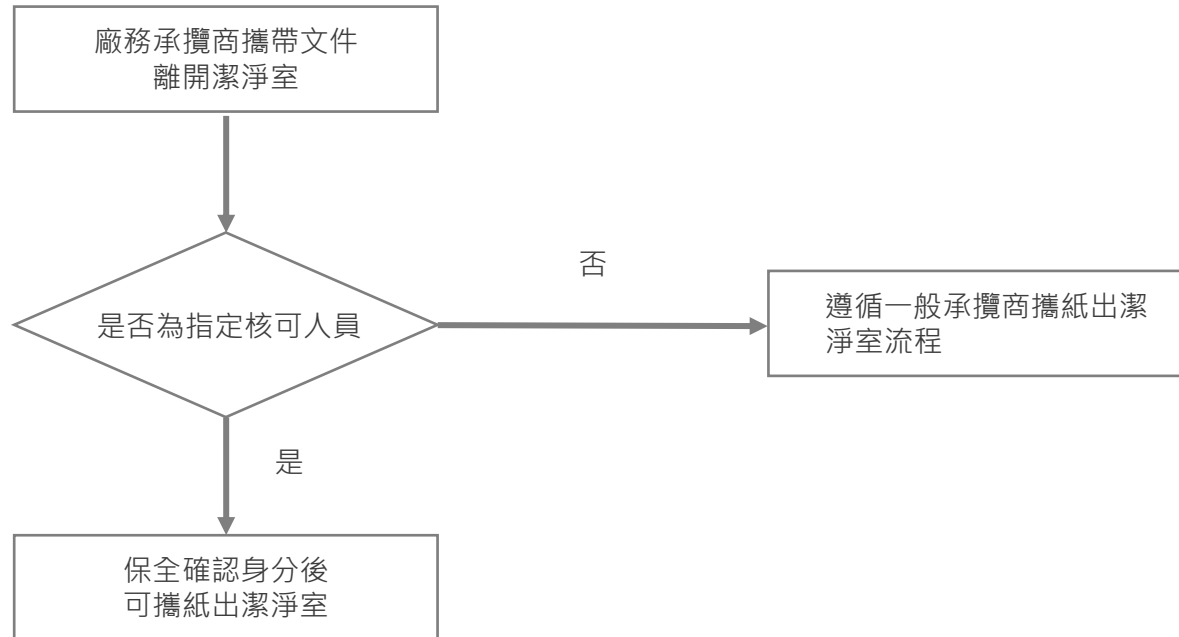 廠務承攬商攜帶文件
離開潔淨室
否
是否為指定核可人員
遵循一般承攬商攜紙出潔
淨室流程
是
保全確認身分後
可攜紙出潔淨室